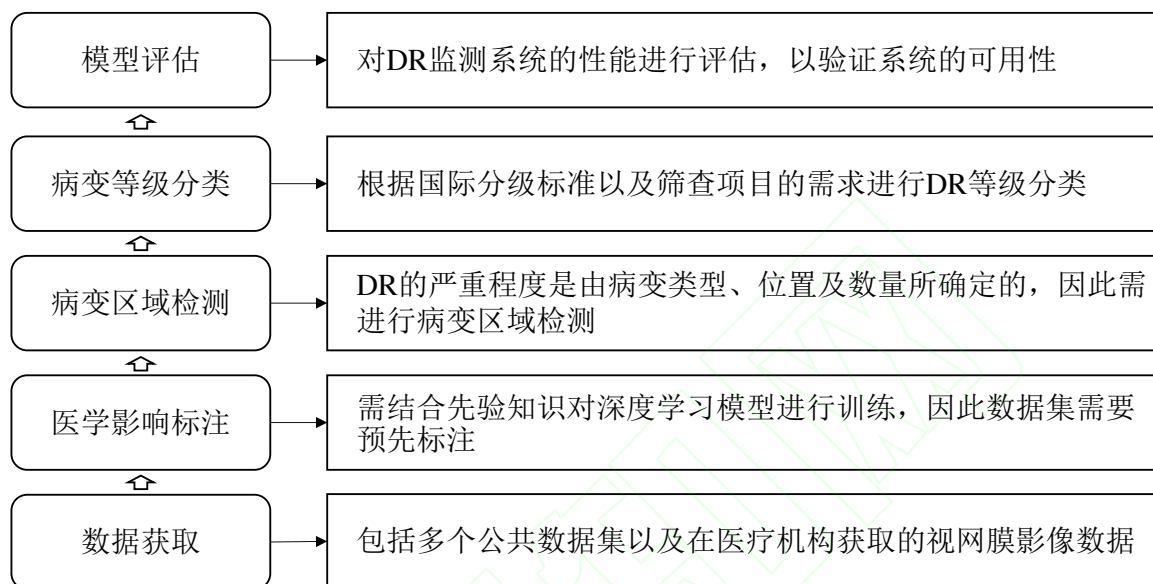 模型评估
对DR监测系统的性能进行评估，以验证系统的可用性
病变等级分类
根据国际分级标准以及筛查项目的需求进行DR等级分类
病变区域检测
DR的严重程度是由病变类型、位置及数量所确定的，因此需
进行病变区域检测
医学影响标注
需结合先验知识对深度学习模型进行训练，因此数据集需要
预先标注
数据获取
包括多个公共数据集以及在医疗机构获取的视网膜影像数据